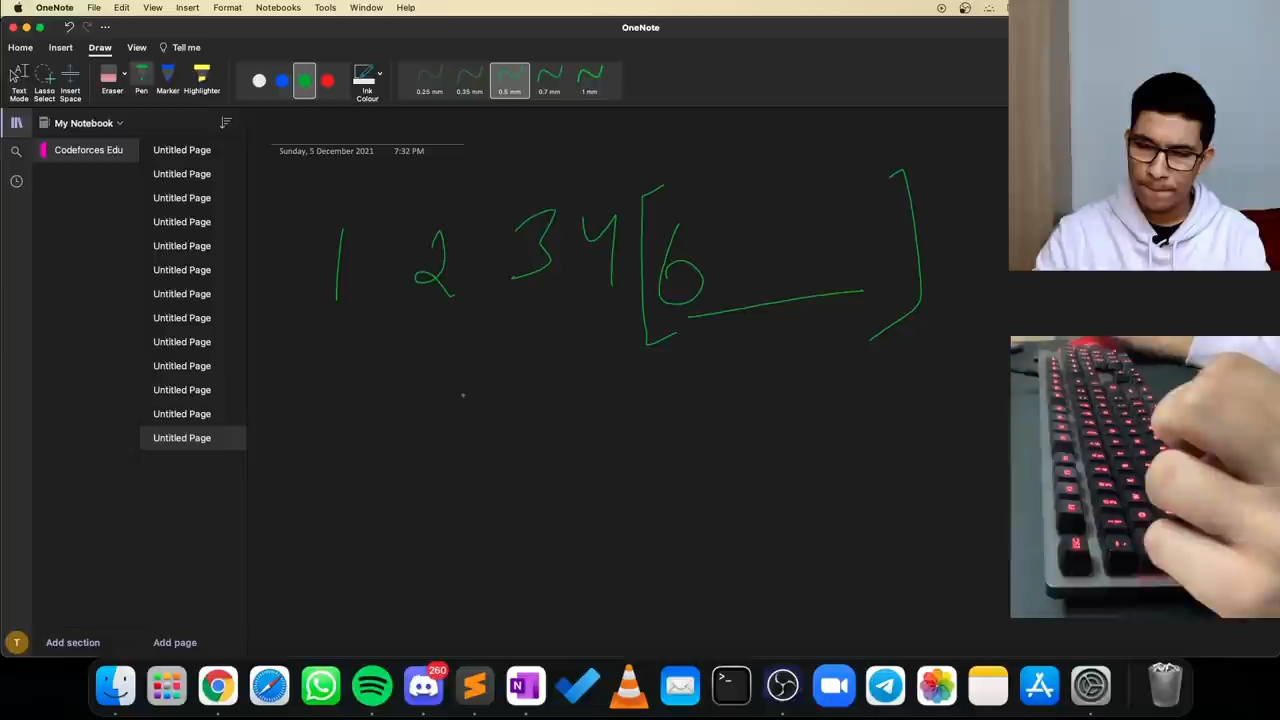 OneNote File Edit View Insert Format Notebooks Tools Window Help
OneNote
Home Insert Draw View Tell me
Text Mode
Lasso Select
Insert Space
Eraser
Pen
Marker
Highlighter
Ink Colour
0.25 mm
0.35 mm
0.5 mm
0.7 mm
1 mm
My Notebook
Codeforces Edu
Untitled Page
Untitled Page
Untitled Page
Untitled Page
Untitled Page
Untitled Page
Untitled Page
Untitled Page
Untitled Page
Untitled Page
Untitled Page
Untitled Page
Untitled Page
Sunday, 5 December 2021 7:32 PM
1 2 3 4 [6 ]
T
Add section
Add page
260